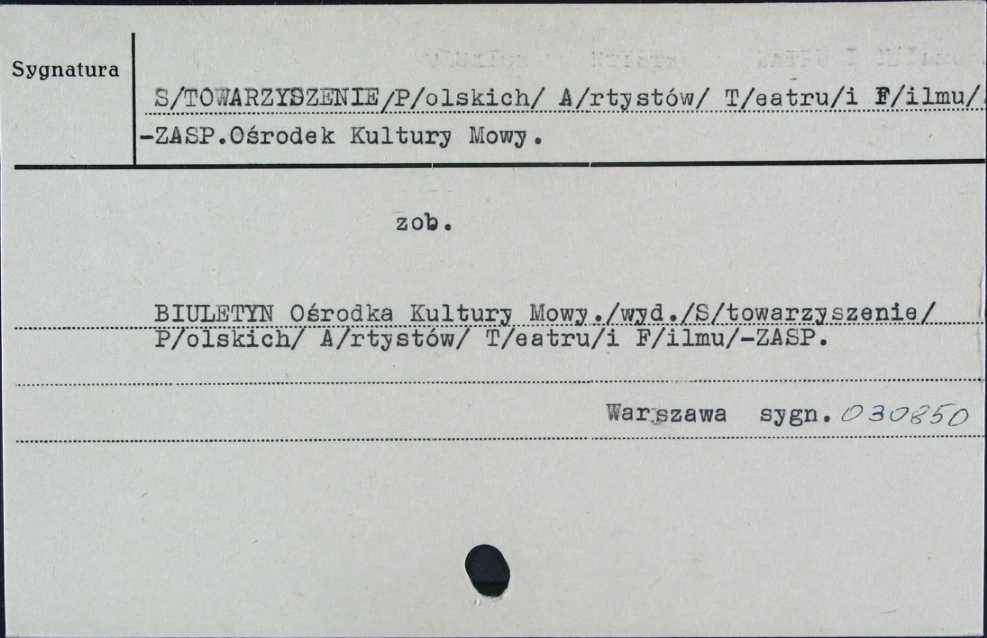 Sygnatura
S/TOWARZYSZENIE/P/olskich/ A/rtystów/ T/eatru/i F/ilmu/
-ZASP.Ośrodek Kultury Mowy.
zob.
BIULETYN Ośrodka Kultury Mowy./wyd./S/towarzyszenie/
P/olskich/ A/rtystów/ T/eatru/i F/ilmu/-ZASP.
Warszawa sygn. 030850